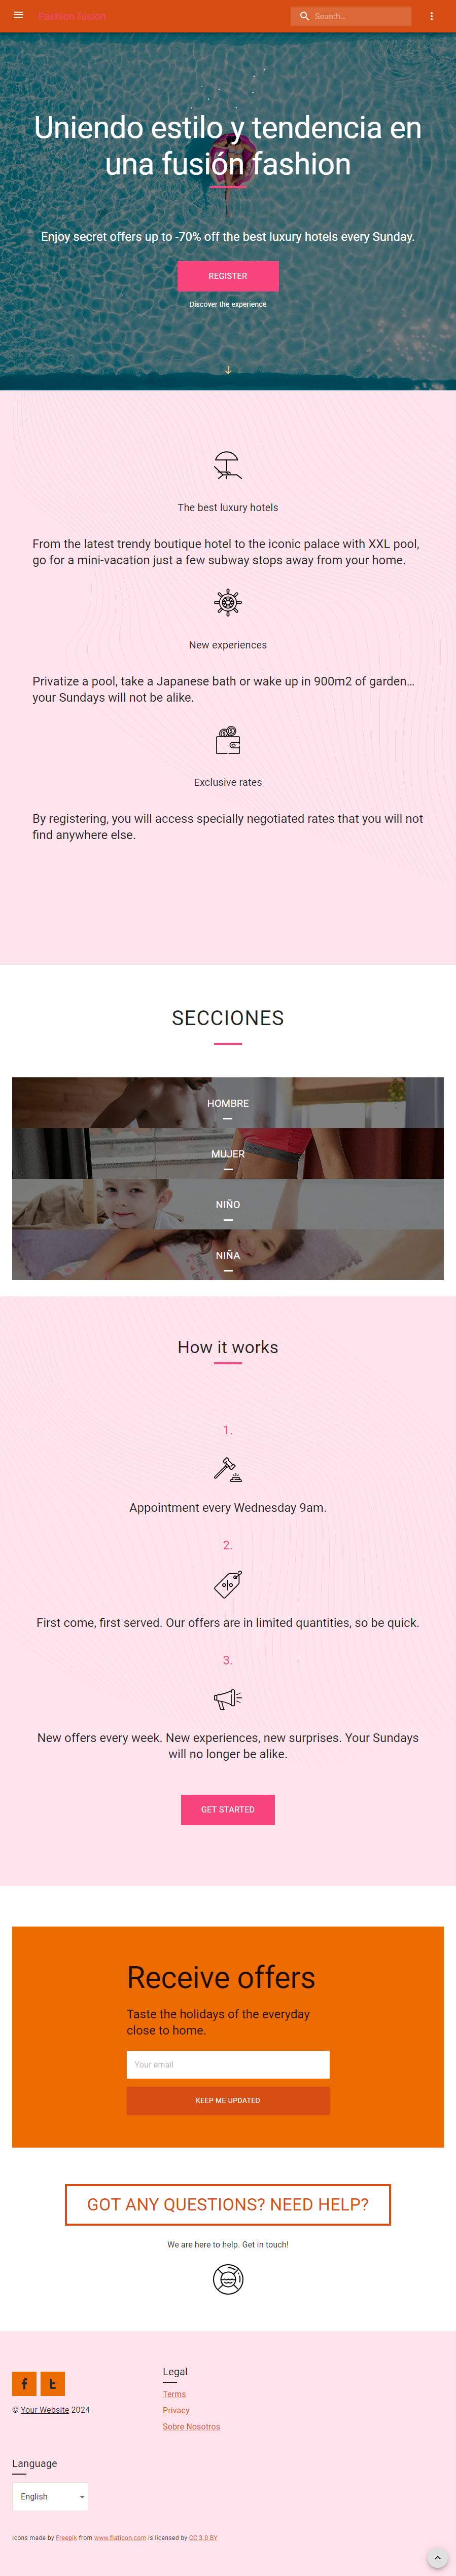 Fashion fusion
Search…
Uniendo estilo y tendencia en
una fusión fashion
Enjoy secret offers up to -70% off the best luxury hotels every Sunday.
REGISTER
Discover the experience
The best luxury hotels
From the latest trendy boutique hotel to the iconic palace with XXL pool,
go for a mini-vacation just a few subway stops away from your home.
New experiences
Privatize a pool, take a Japanese bath or wake up in 900m2 of garden…
your Sundays will not be alike.
Exclusive rates
By registering, you will access specially negotiated rates that you will not
find anywhere else.
SECCIONES
HOMBRE
MUJER
NIÑO
NIÑA
How it works
1.
Appointment every Wednesday 9am.
2.
First come, first served. Our offers are in limited quantities, so be quick.
3.
New offers every week. New experiences, new surprises. Your Sundays
will no longer be alike.
GET STARTED
Receive offers
Taste the holidays of the everyday
close to home.
Your email
KEEP ME UPDATED
GOT ANY QUESTIONS? NEED HELP?
We are here to help. Get in touch!
© Your Website 2024
Legal
Terms
Privacy
Sobre Nosotros
Language
English
Icons made by Freepik from www.flaticon.com is licensed by CC 3.0 BY